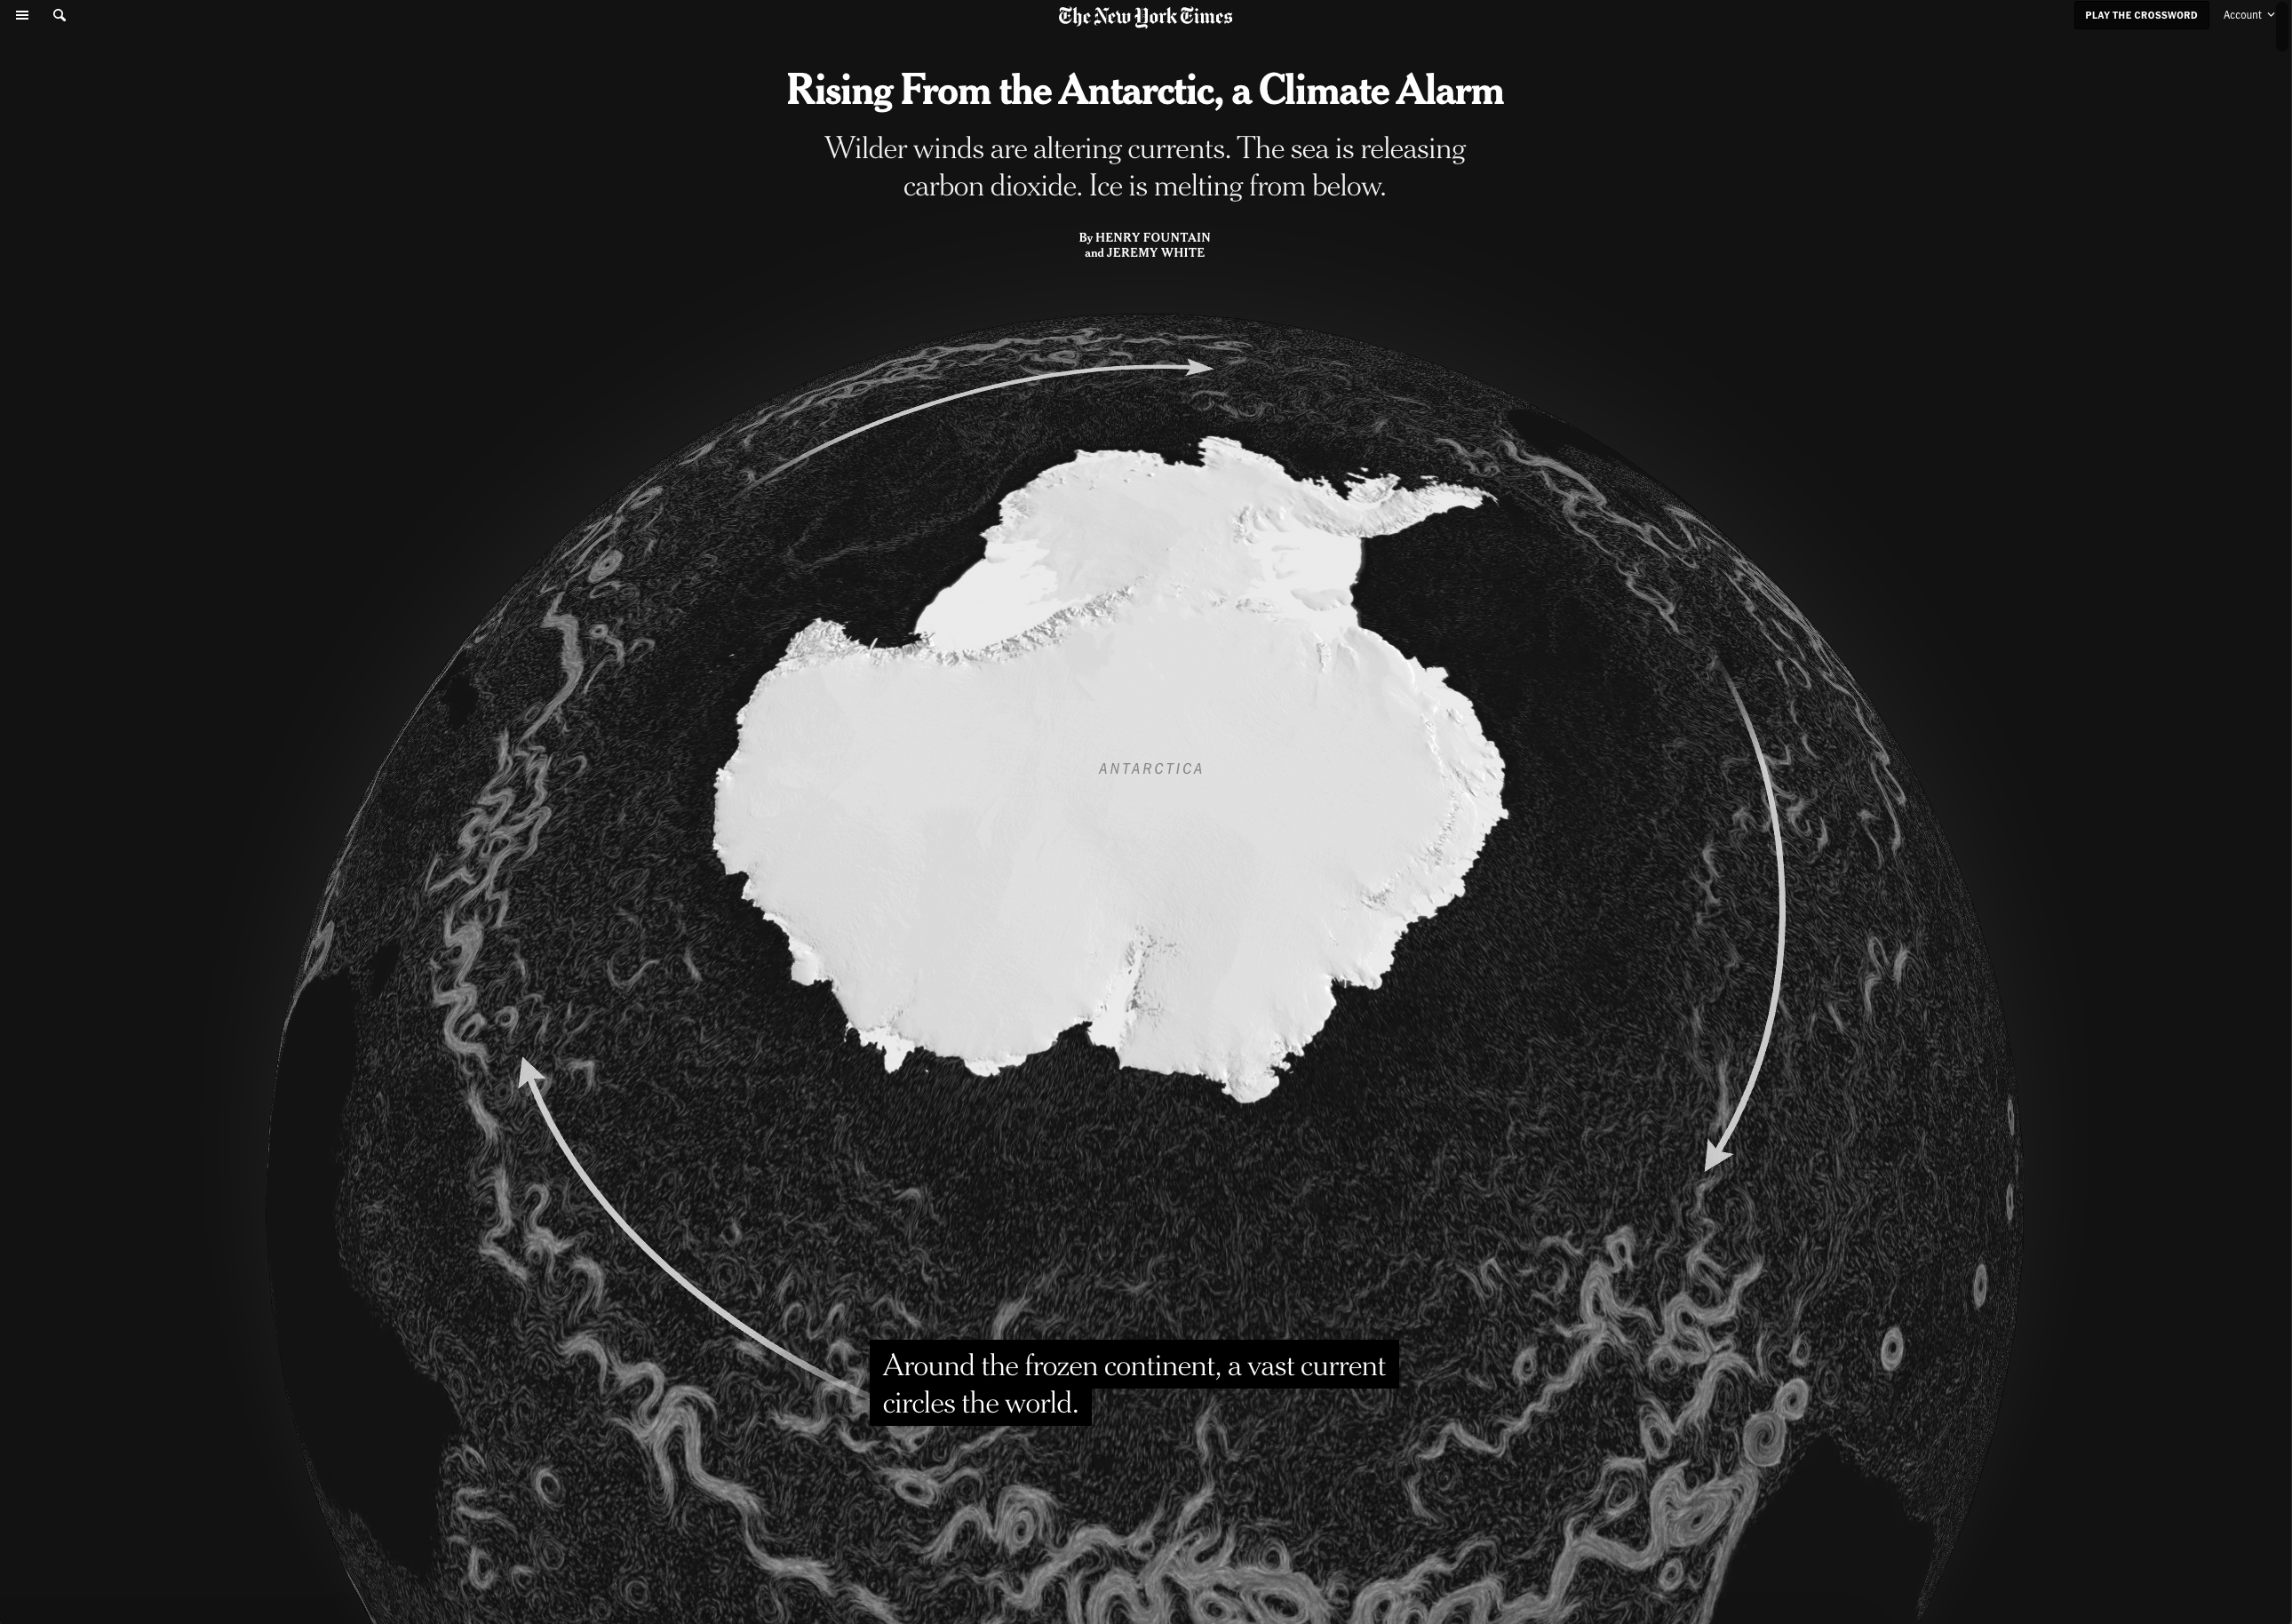 The New York Times
PLAY THE CROSSWORD
Account
Rising From the Antarctic, a Climate Alarm
Wilder winds are altering currents. The sea is releasing
carbon dioxide. Ice is melting from below.
By HENRY FOUNTAIN
and JEREMY WHITE
ANTARCTICA
Around the frozen continent, a vast current
circles the world.